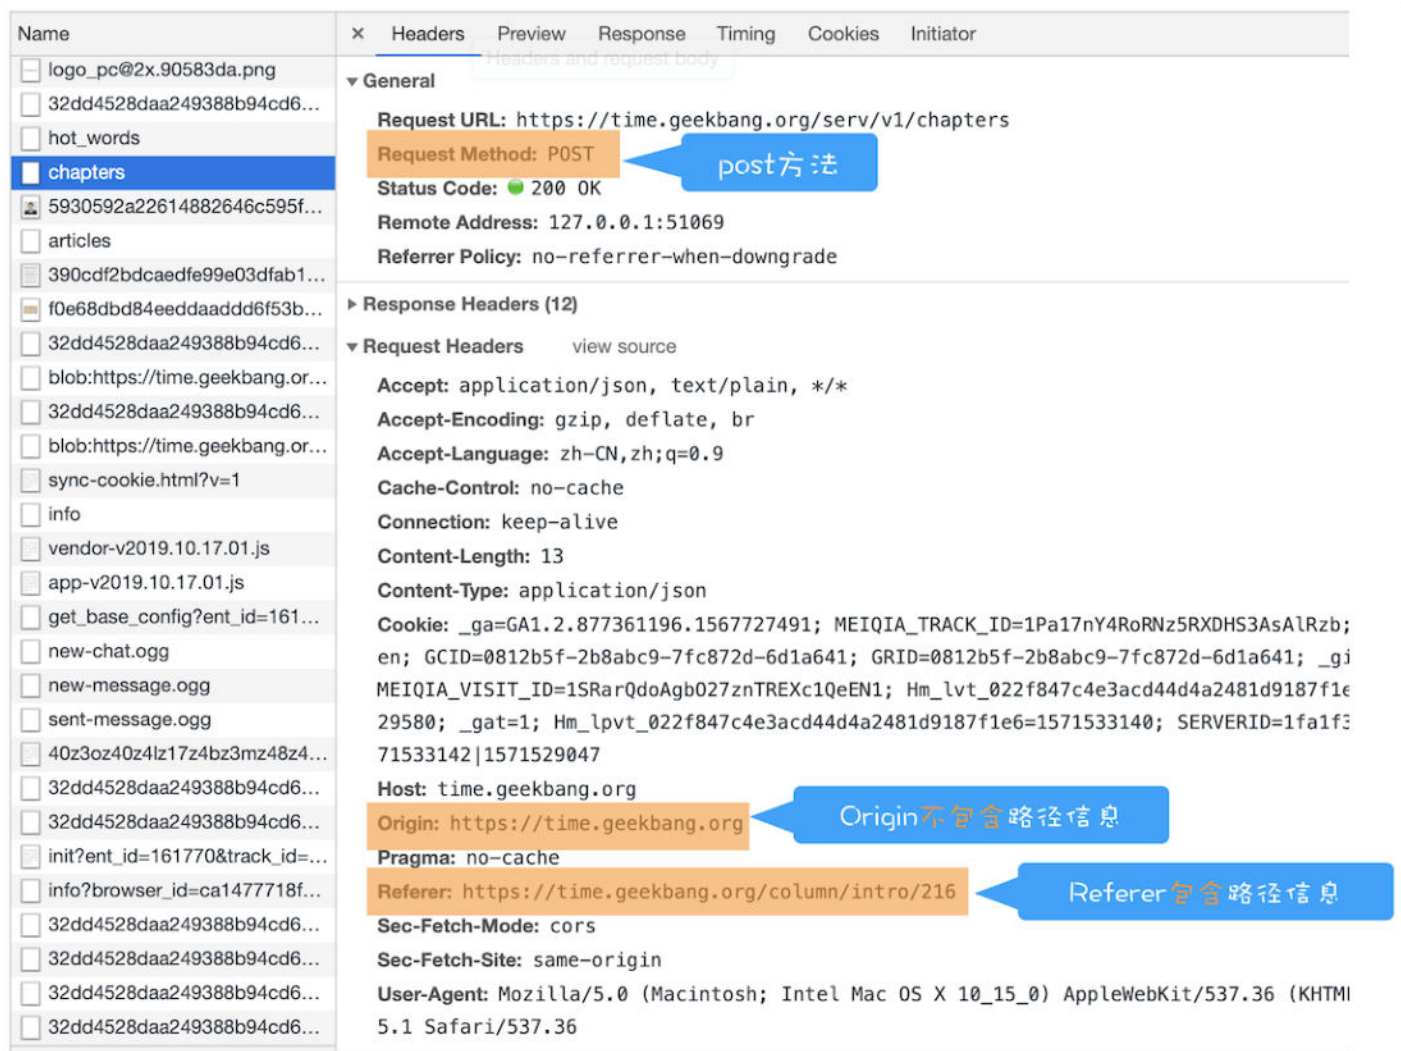 Name
logo_pc@2x.90583da.png
32dd4528daa249388b94cd6...
hot_words
chapters
5930592a22614882646c595f...
articles
390cdf2bdcaedfe99e03dfab1...
f0e68dbd84eeddaaddd6f53b...
32dd4528daa249388b94cd6...
blob:https://time.geekbang.or...
32dd4528daa249388b94cd6...
blob:https://time.geekbang.or...
sync-cookie.html?v=1
info
vendor-v2019.10.17.01.js
app-v2019.10.17.01.js
get_base_config?ent_id=161...
new-chat.ogg
new-message.ogg
sent-message.ogg
40z3oz40z4lz17z4bz3mz48z4...
32dd4528daa249388b94cd6...
32dd4528daa249388b94cd6...
init?ent_id=161770&track_id=...
info?browser_id=ca1477718f...
32dd4528daa249388b94cd6...
32dd4528daa249388b94cd6...
32dd4528daa249388b94cd6...
32dd4528daa249388b94cd6...
× Headers Preview Response Timing Cookies Initiator
Headers and request body
General
Request URL: https://time.geekbang.org/serv/v1/chapters
Request Method: POST
post方法
Status Code: 200 OK
Remote Address: 127.0.0.1:51069
Referrer Policy: no-referrer-when-downgrade
Response Headers (12)
Request Headers view source
Accept: application/json, text/plain, */*
Accept-Encoding: gzip, deflate, br
Accept-Language: zh-CN,zh;q=0.9
Cache-Control: no-cache
Connection: keep-alive
Content-Length: 13
Content-Type: application/json
Cookie: _ga=GA1.2.877361196.1567727491; MEIQIA_TRACK_ID=1Pa17nY4RoRNz5RXDHS3AsAlRzb;
en; GCID=0812b5f-2b8abc9-7fc872d-6d1a641; GRID=0812b5f-2b8abc9-7fc872d-6d1a641; _gi
MEIQIA_VISIT_ID=1SRarQdoAgbO27znTREXc1QeEN1; Hm_lvt_022f847c4e3acd44d4a2481d9187f1e
29580; _gat=1; Hm_lpvt_022f847c4e3acd44d4a2481d9187f1e6=1571533140; SERVERID=1fa1f3
71533142|1571529047
Host: time.geekbang.org
Origin: https://time.geekbang.org
Origin不包含路径信息
Pragma: no-cache
Referer: https://time.geekbang.org/column/intro/216
Referer包含路径信息
Sec-Fetch-Mode: cors
Sec-Fetch-Site: same-origin
User-Agent: Mozilla/5.0 (Macintosh; Intel Mac OS X 10_15_0) AppleWebKit/537.36 (KHTML
5.1 Safari/537.36